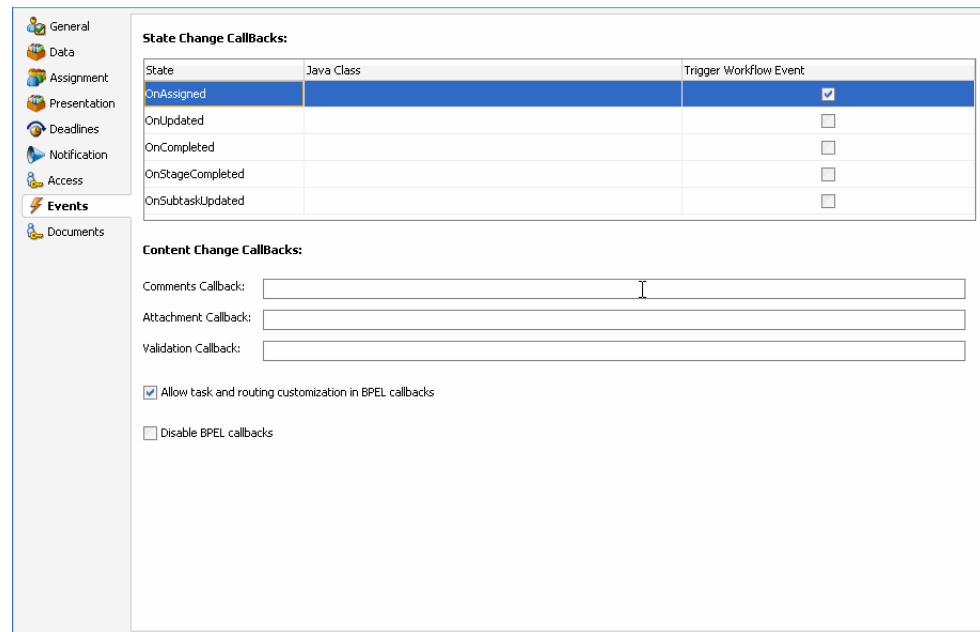 General
Data
Assignment
Presentation
Deadlines
Notification
Access
Events
Documents
State Change CallBacks:
State Java Class Trigger Workflow Event
OnAssigned
OnUpdated
OnCompleted
OnStageCompleted
OnSubtaskUpdated
Content Change CallBacks:
Comments Callback:
Attachment Callback:
Validation Callback:
Allow task and routing customization in BPEL callbacks
Disable BPEL callbacks